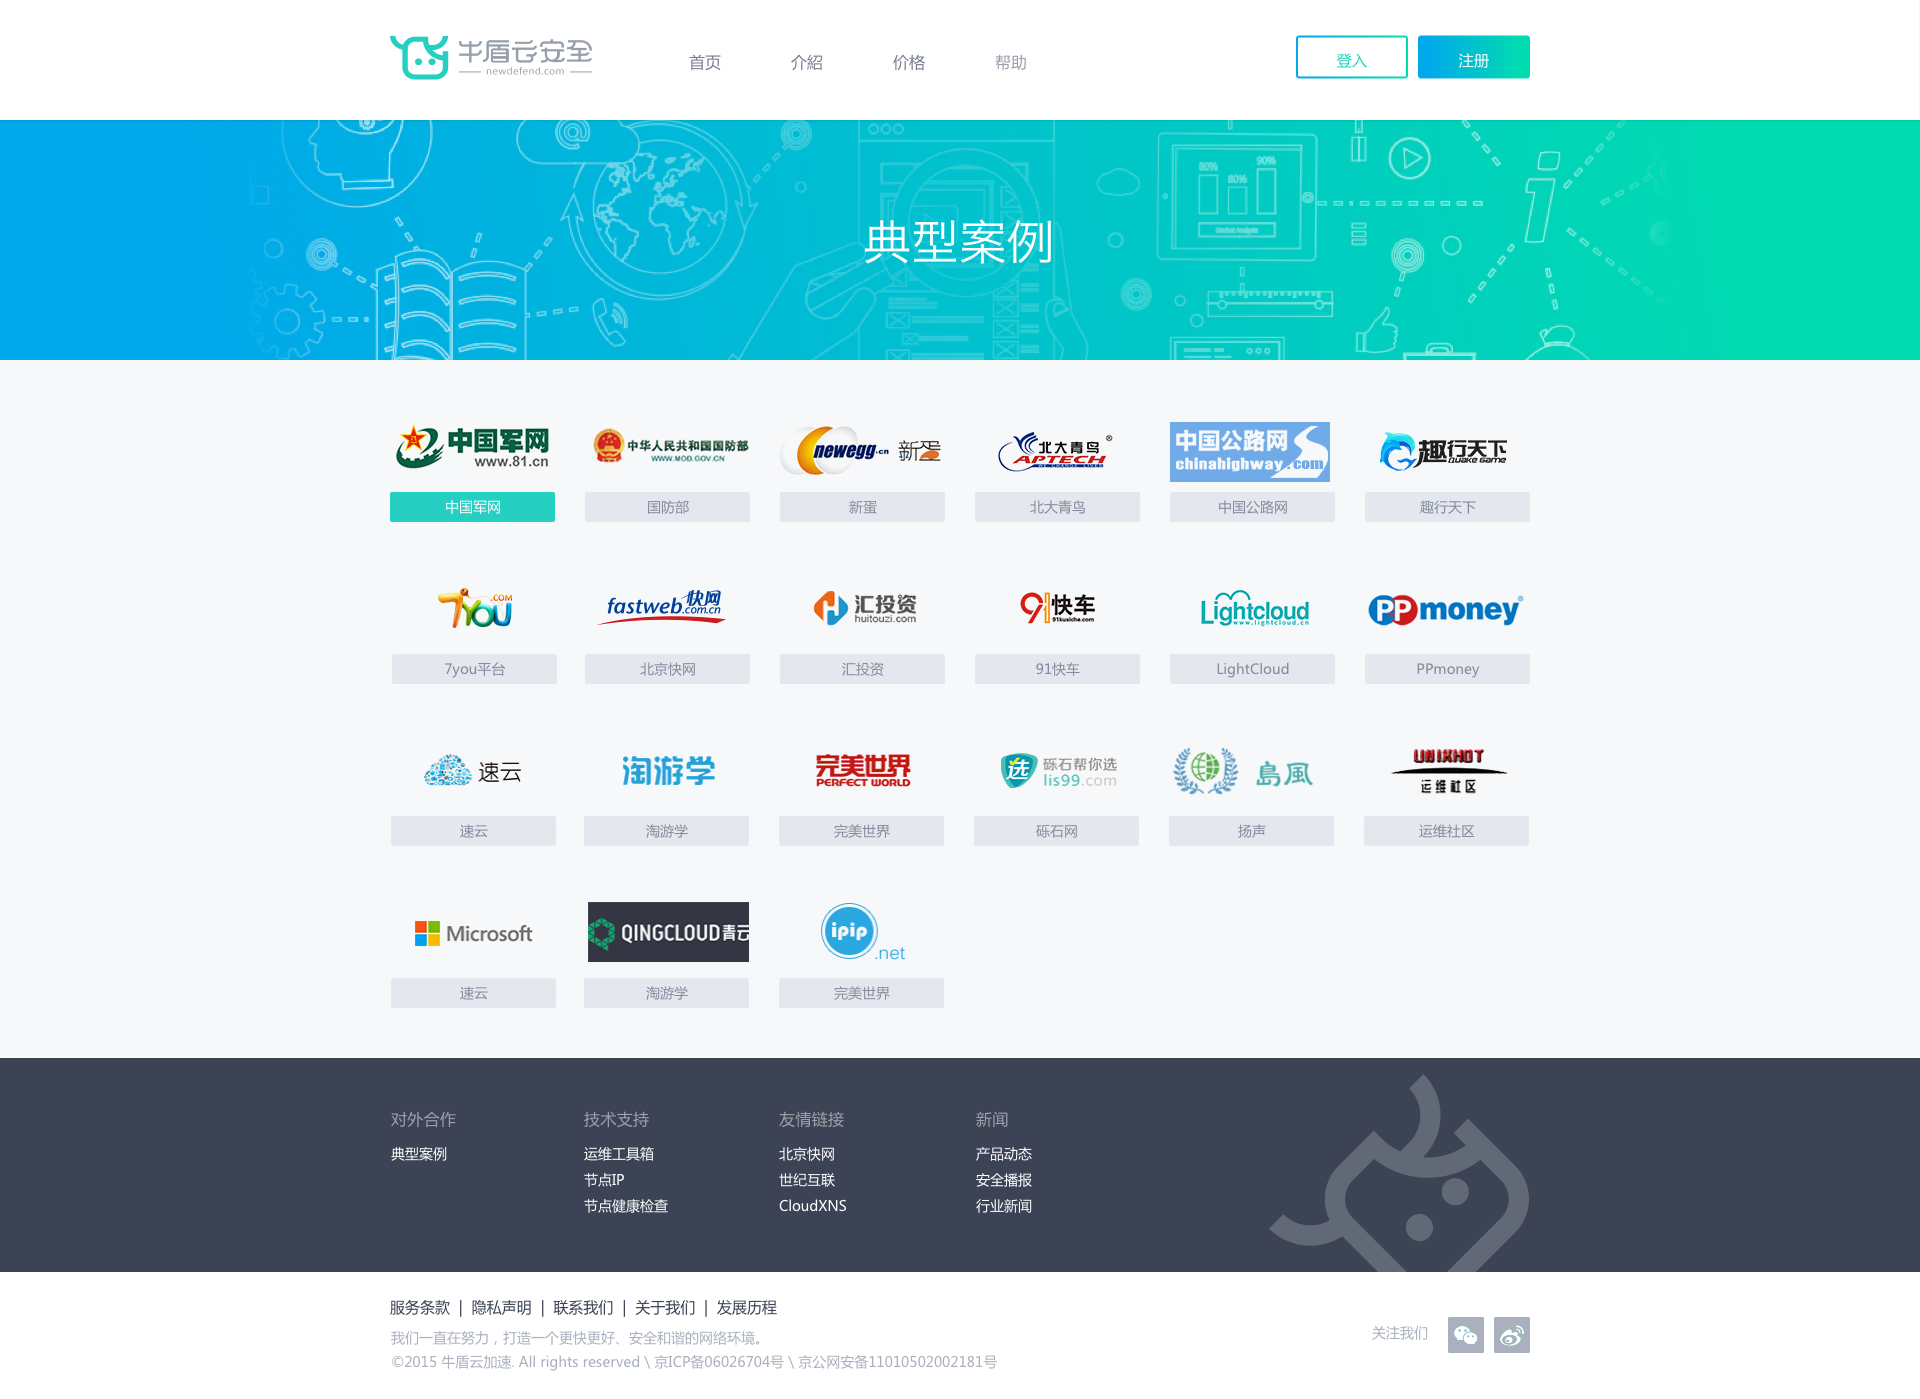 牛盾云安全
newdefend.com
首页 介紹 价格 帮助
登入 注册
80% 80% 90%
Market Analysis
典型案例
中国军网 www.81.cn
中华人民共和国国防部 WWW.MOD.GOV.CN
newegg.cn 新蛋
北大青鸟 ® APTECH WE CHANGE LIVES
中国公路网 chinahighway.com
趣行天下 QUAKE GAME
中国军网 国防部 新蛋 北大青鸟 中国公路网 趣行天下
7YOU .COM
fastweb 快网 .com.cn
汇投资 huitouzi.com
91快车 91kuaiche.com
Lightcloud www.lightcloud.cn
PPmoney ®
7you平台 北京快网 汇投资 91快车 LightCloud PPmoney
速云
淘游学
完美世界 PERFECT WORLD
选 砾石帮你选 lis99.com
島風
UNIXHOT 运维社区
速云 淘游学 完美世界 砾石网 扬声 运维社区
Microsoft
QINGCLOUD青云
ipip .net
速云 淘游学 完美世界
对外合作 技术支持 友情链接 新闻
典型案例 运维工具箱 北京快网 产品动态
节点IP 世纪互联 安全播报
节点健康检查 CloudXNS 行业新闻
服务条款 | 隐私声明 | 联系我们 | 关于我们 | 发展历程
我们一直在努力，打造一个更快更好、安全和谐的网络环境。
关注我们
©2015 牛盾云加速. All rights reserved \ 京ICP备06026704号 \ 京公网安备11010502002181号